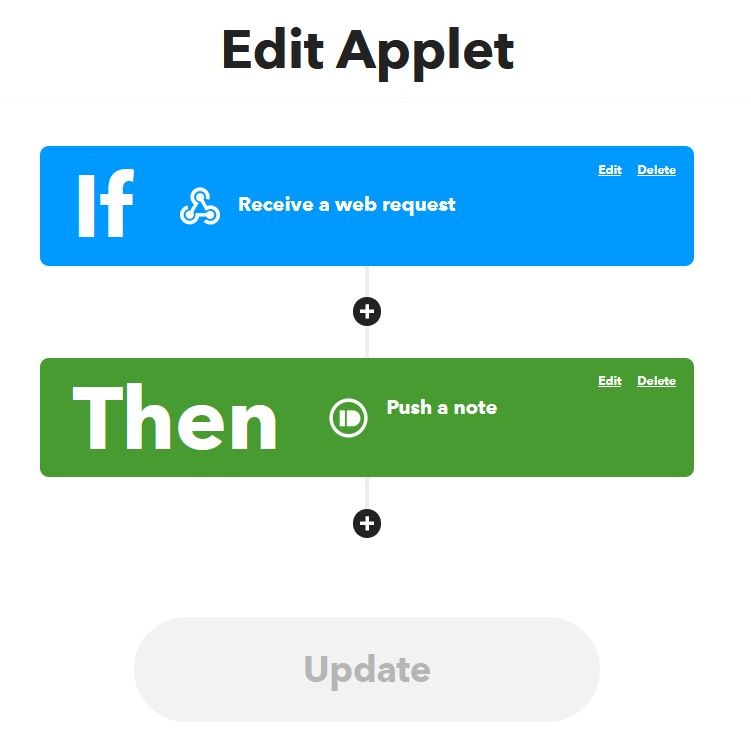 Edit Applet
Edit Delete
If Receive a web request
Edit Delete
Then Push a note
Update